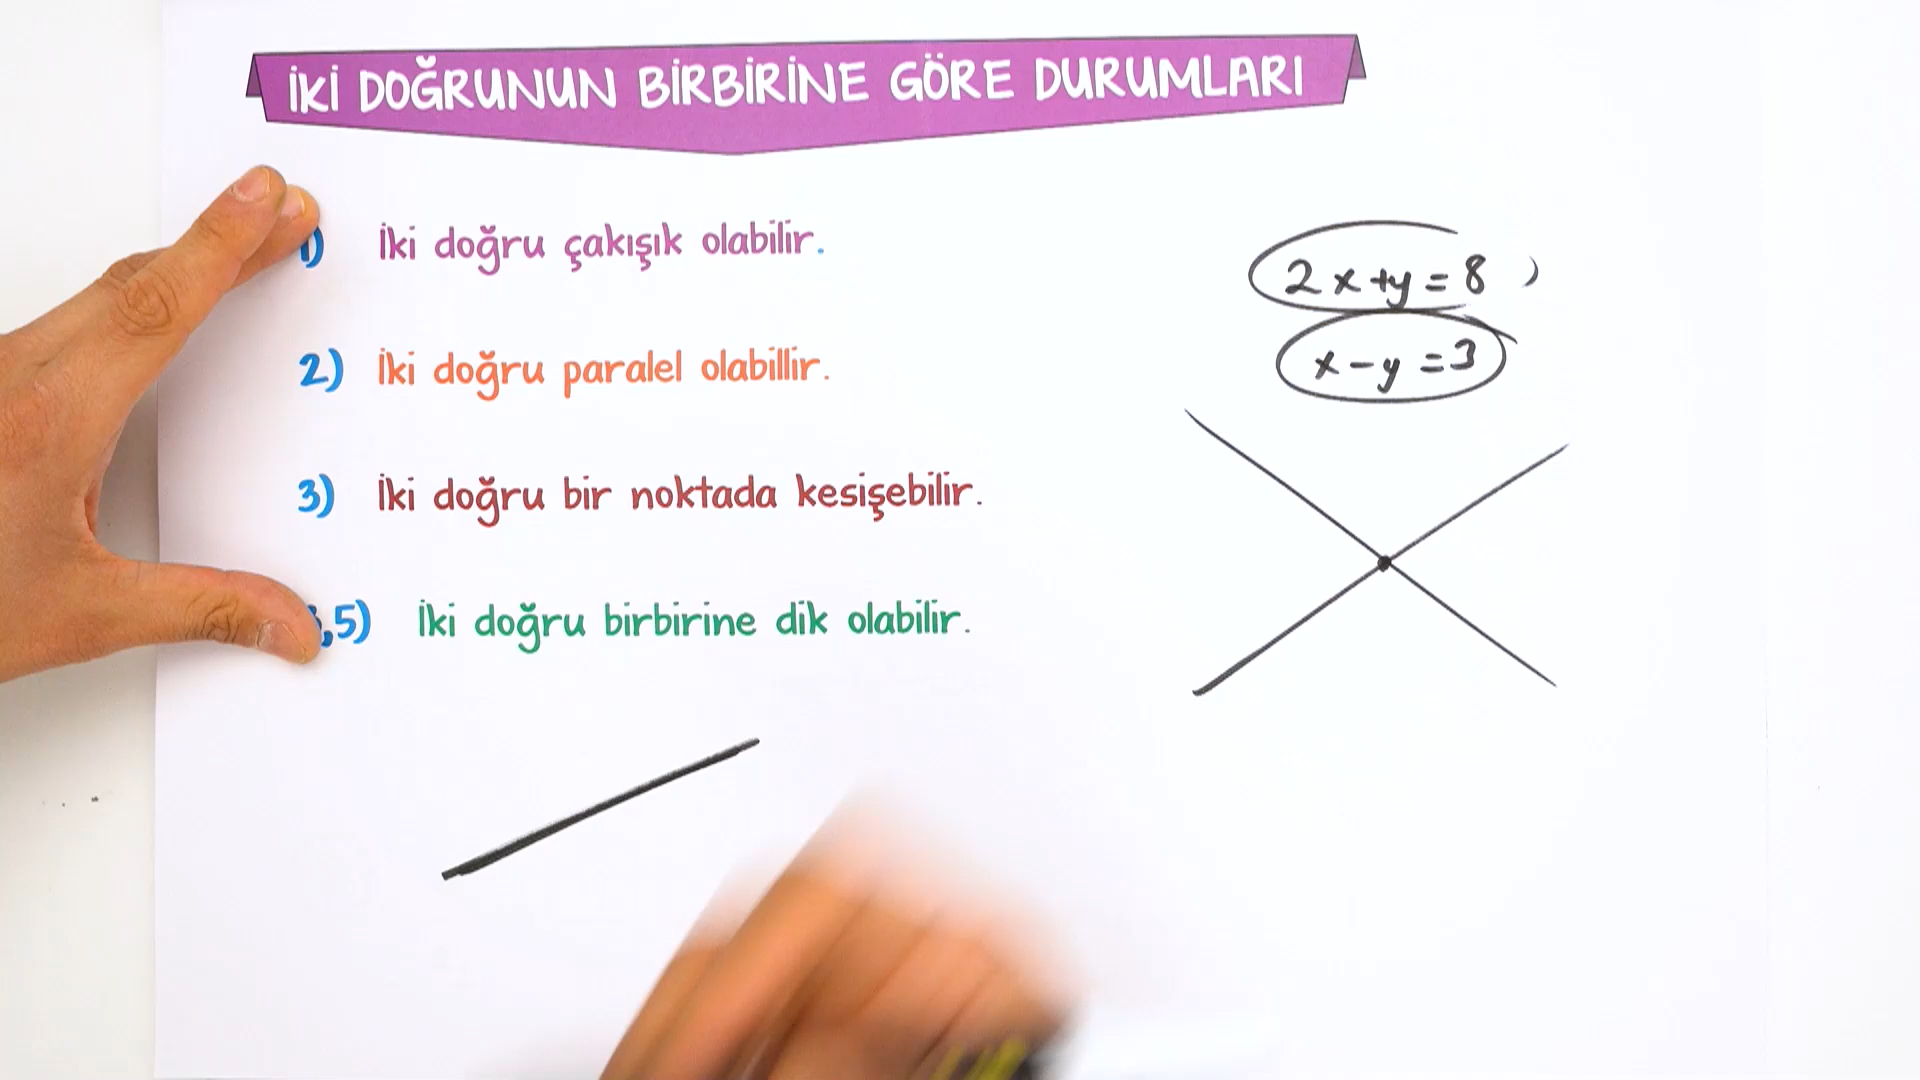 İKİ DOĞRUNUN BİRBİRİNE GÖRE DURUMLARI
1) İki doğru çakışık olabilir.
2) İki doğru paralel olabillir.
3) İki doğru bir noktada kesişebilir.
,5) İki doğru birbirine dik olabilir.
2x+y=8 )
x-y=3